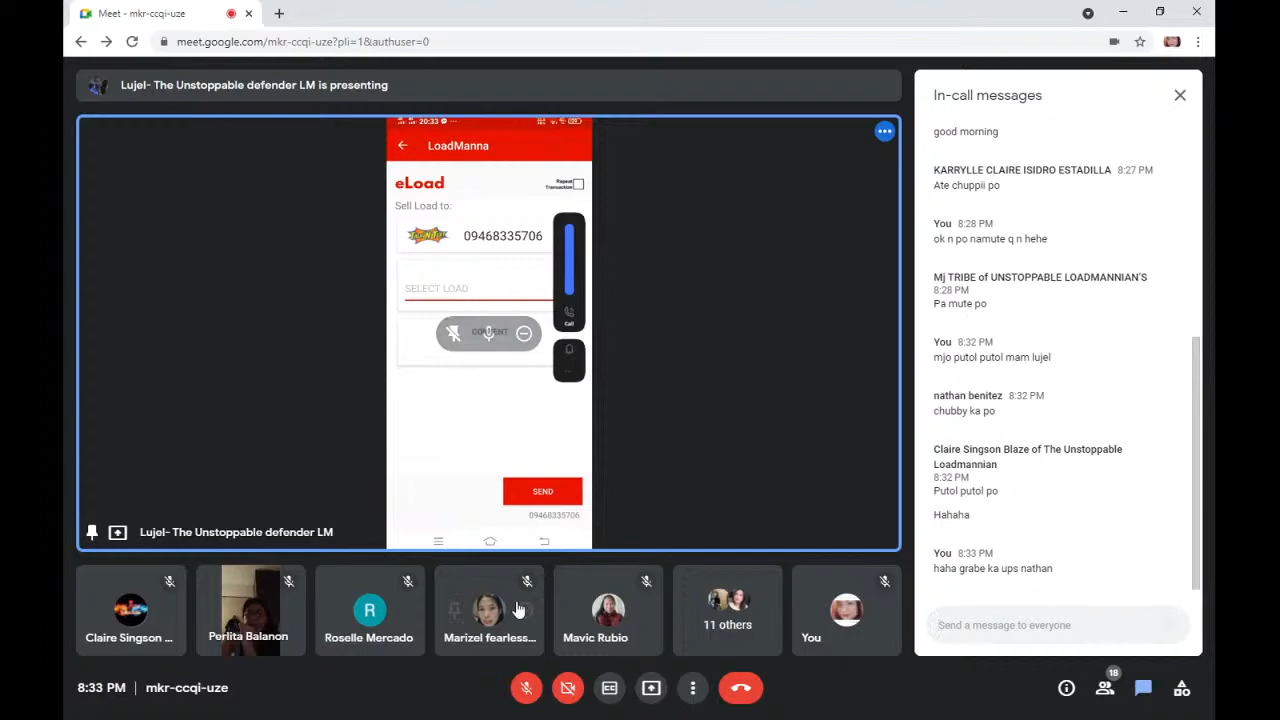 Meet - mkr-ccqi-uze
meet.google.com/mkr-ccqi-uze?pli=1&authuser=0
Lujel- The Unstoppable defender LM is presenting
20:33
LoadManna
eLoad
Repeat
Transaction
Sell Load to:
09468335706
SELECT LOAD
Call
SEND
09468335706
Lujel- The Unstoppable defender LM
Claire Singson ...
Perlita Balanon
Roselle Mercado
Marizel fearless...
Mavic Rubio
11 others
You
In-call messages
good morning
KARRYLLE CLAIRE ISIDRO ESTADILLA 8:27 PM
Ate chuppii po
You 8:28 PM
ok n po namute q n hehe
Mj TRIBE of UNSTOPPABLE LOADMANNIAN'S
8:28 PM
Pa mute po
You 8:32 PM
mjo putol putol mam lujel
nathan benitez 8:32 PM
chubby ka po
Claire Singson Blaze of The Unstoppable
Loadmannian
8:32 PM
Putol putol po
Hahaha
You 8:33 PM
haha grabe ka ups nathan
Send a message to everyone
8:33 PM mkr-ccqi-uze
18